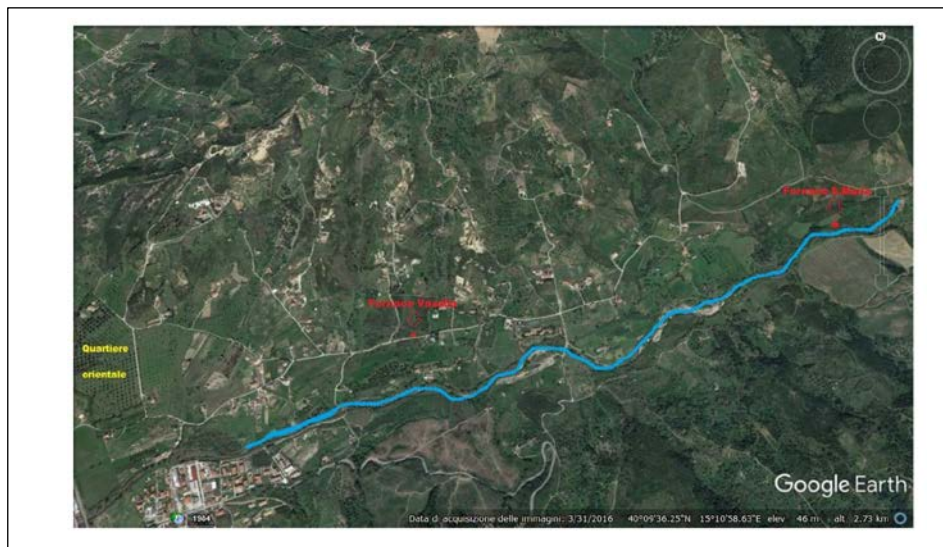 N
Fornace S.Maria
Fornace Vassallo
Quartiere
orientale
Google Earth
1984
Data di acquisizione delle immagini: 3/31/2016 40°09'36.25"N 15°10'58.63"E elev 46 m alt 2.73 km